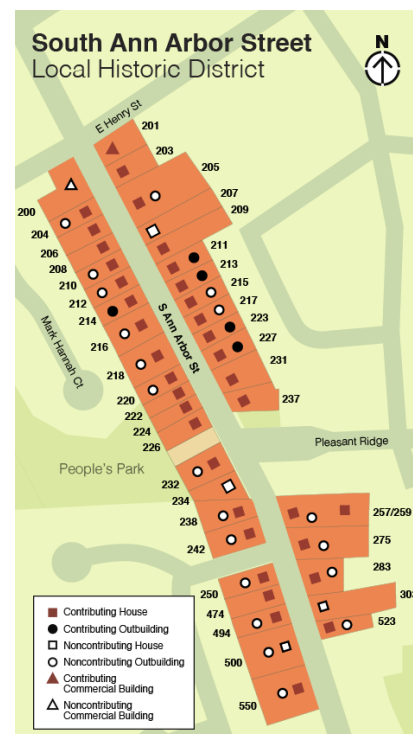 South Ann Arbor Street
Local Historic District
N
E Henry St
201
203
205
207
209
211
213
215
217
223
227
231
237
200
204
206
208
210
212
214
216
218
220
222
224
226
232
234
238
242
S Ann Arbor St
Mark Hannah Ct
Pleasant Ridge
People's Park
257/259
275
283
303
523
250
474
494
500
550
Contributing House
Contributing Outbuilding
Noncontributing House
Noncontributing Outbuilding
Contributing
Commercial Building
Noncontributing
Commercial Building